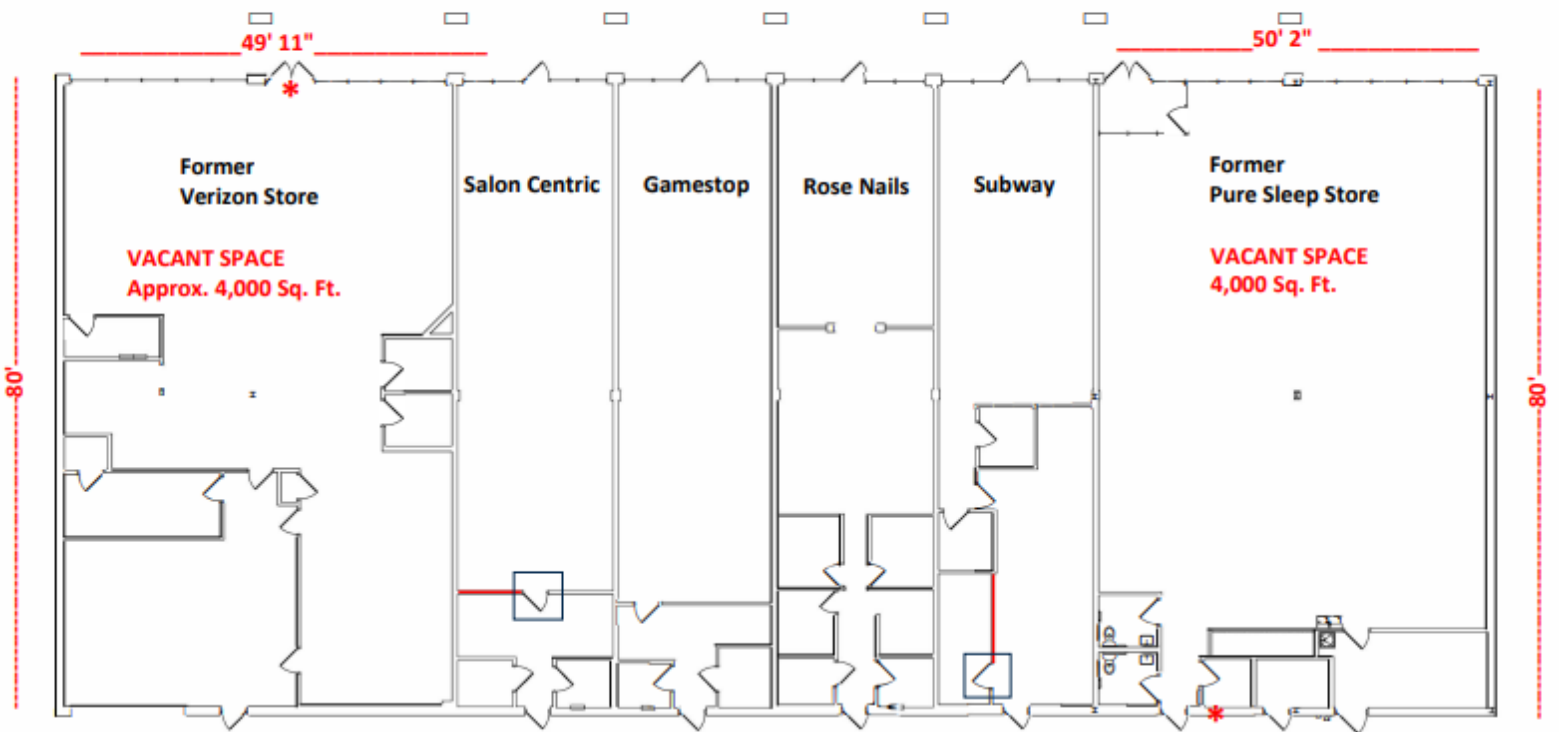 49' 11"
50' 2"
*
Former
Verizon Store
Salon Centric
Gamestop
Rose Nails
Subway
Former
Pure Sleep Store
VACANT SPACE
Approx. 4,000 Sq. Ft.
VACANT SPACE
4,000 Sq. Ft.
80'
80'
*